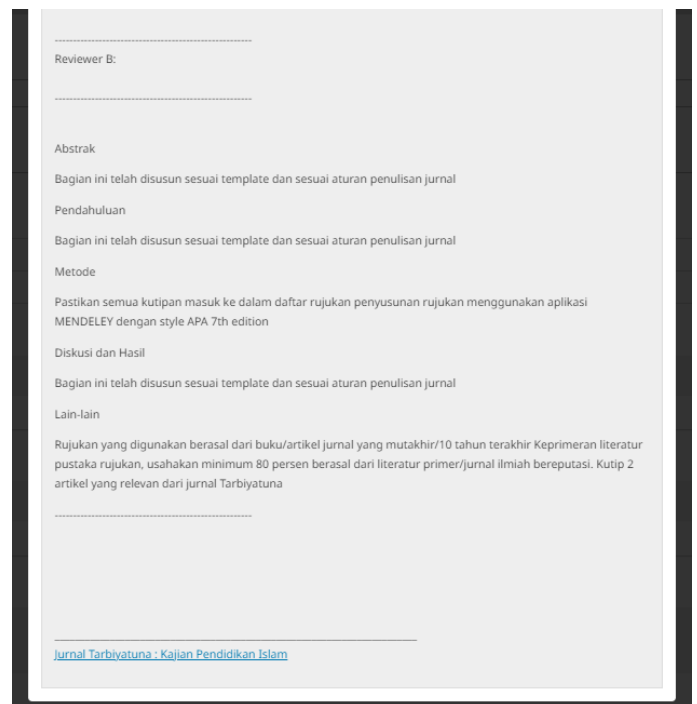 -------------------------------------------------------
Reviewer B:
-------------------------------------------------------
Abstrak
Bagian ini telah disusun sesuai template dan sesuai aturan penulisan jurnal
Pendahuluan
Bagian ini telah disusun sesuai template dan sesuai aturan penulisan jurnal
Metode
Pastikan semua kutipan masuk ke dalam daftar rujukan penyusunan rujukan menggunakan aplikasi
MENDELEY dengan style APA 7th edition
Diskusi dan Hasil
Bagian ini telah disusun sesuai template dan sesuai aturan penulisan jurnal
Lain-lain
Rujukan yang digunakan berasal dari buku/artikel jurnal yang mutakhir/10 tahun terakhir Keprimeran literatur
pustaka rujukan, usahakan minimum 80 persen berasal dari literatur primer/jurnal ilmiah bereputasi. Kutip 2
artikel yang relevan dari jurnal Tarbiyatuna
-------------------------------------------------------
________________________________________________________________________
Jurnal Tarbiyatuna : Kajian Pendidikan Islam